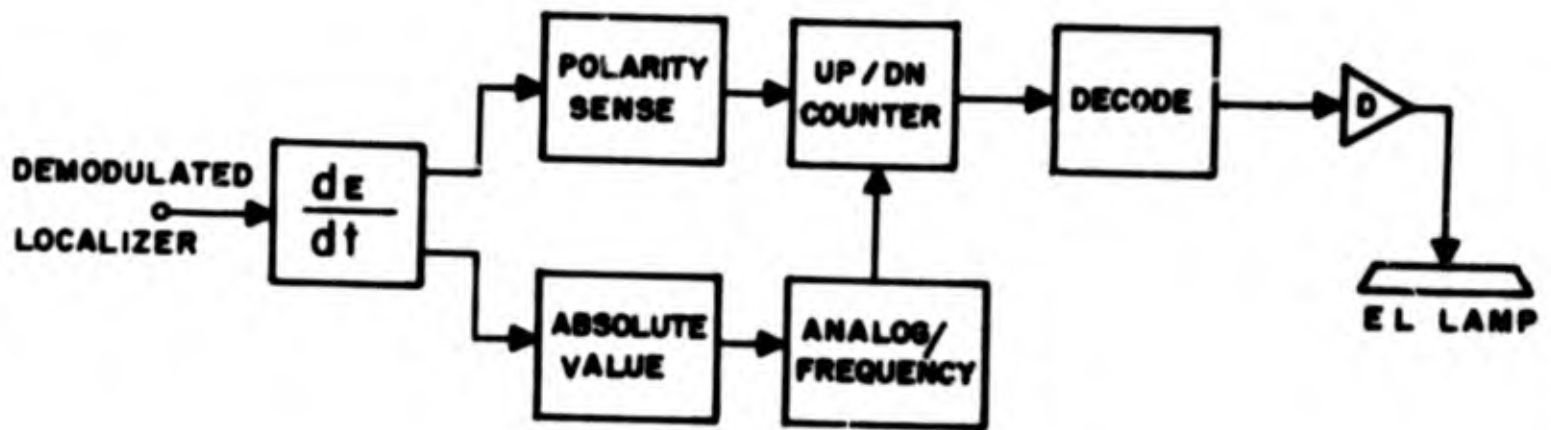 DEMODULATED
LOCALIZER
dE
dt
POLARITY
SENSE
ABSOLUTE
VALUE
UP/DN
COUNTER
ANALOG/
FREQUENCY
DECODE
D
EL LAMP